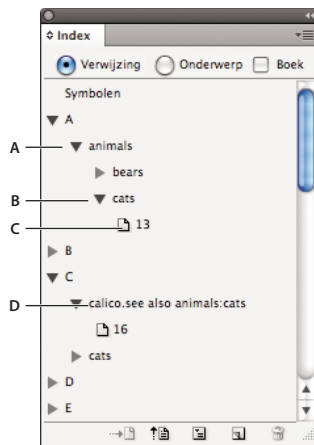 Index
Verwijzing Onderwerp Boek
Symbolen
A
A animals
bears
B cats
C 13
B
C
D calico.see also animals:cats
16
cats
D
E